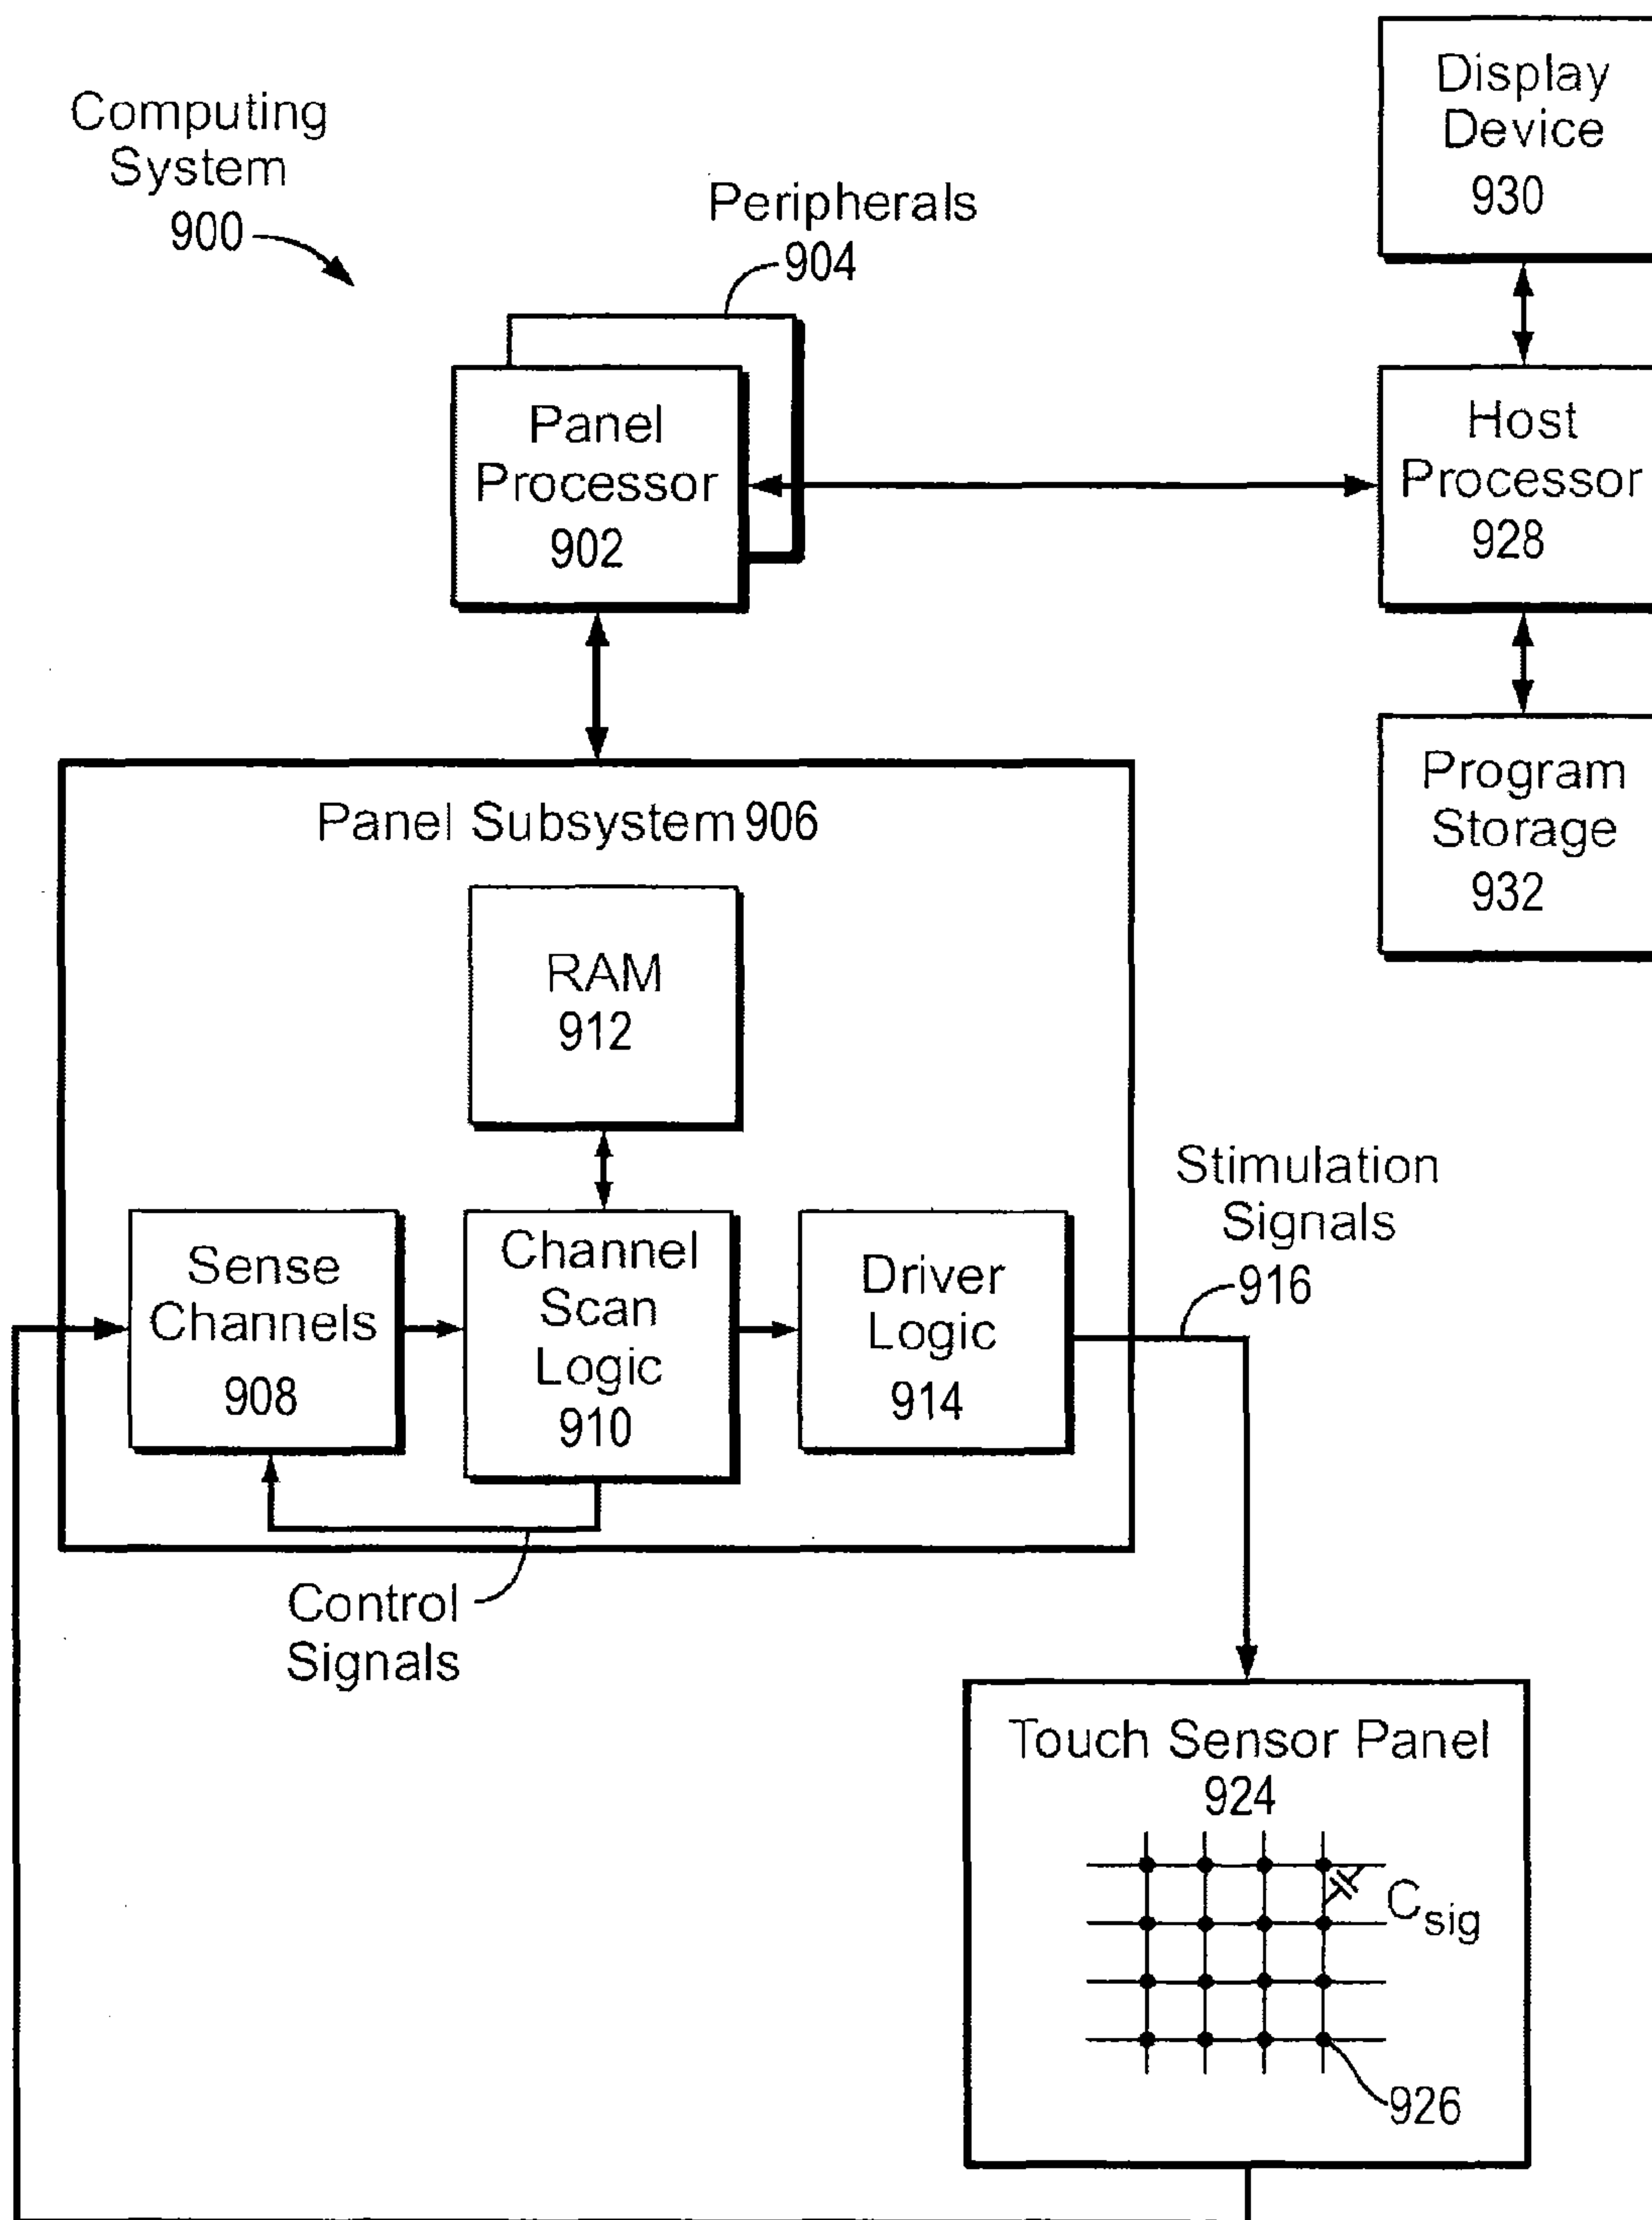 Computing
System
900
Peripherals
904
Display
Device
930
Panel
Processor
902
Host
Processor
928
Program
Storage
932
Panel Subsystem 906
RAM
912
Sense
Channels
908
Channel
Scan
Logic
910
Driver
Logic
914
Stimulation
Signals
916
Control
Signals
Touch Sensor Panel
924
Csig
926